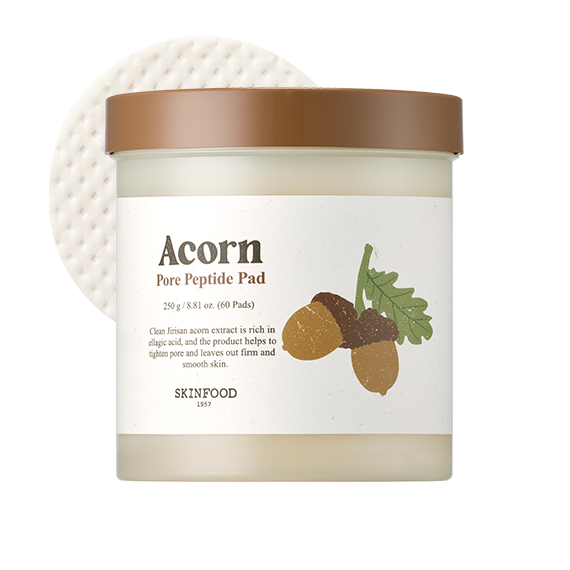 Acorn
Pore Peptide Pad
250 g / 8.81 oz. (60 Pads)
Clean Jirisan acorn extract is rich in
ellagic acid, and the product helps to
tighten pore and leaves out firm and
smooth skin.
SKINFOOD
1957